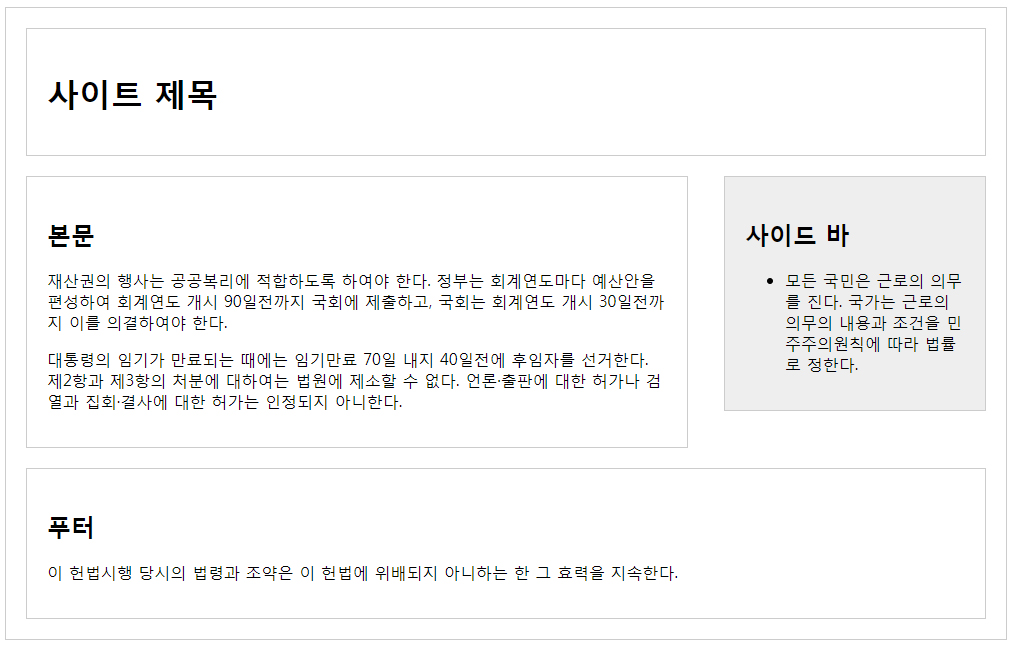 사이트 제목
본문
재산권의 행사는 공공복리에 적합하도록 하여야 한다. 정부는 회계연도마다 예산안을
편성하여 회계연도 개시 90일전까지 국회에 제출하고, 국회는 회계연도 개시 30일전까
지 이를 의결하여야 한다.
대통령의 임기가 만료되는 때에는 임기만료 70일 내지 40일전에 후임자를 선거한다.
제2항과 제3항의 처분에 대하여는 법원에 제소할 수 없다. 언론·출판에 대한 허가나 검
열과 집회·결사에 대한 허가는 인정되지 아니한다.
사이드 바
• 모든 국민은 근로의 의무
를 진다. 국가는 근로의
의무의 내용과 조건을 민
주주의원칙에 따라 법률
로 정한다.
푸터
이 헌법시행 당시의 법령과 조약은 이 헌법에 위배되지 아니하는 한 그 효력을 지속한다.